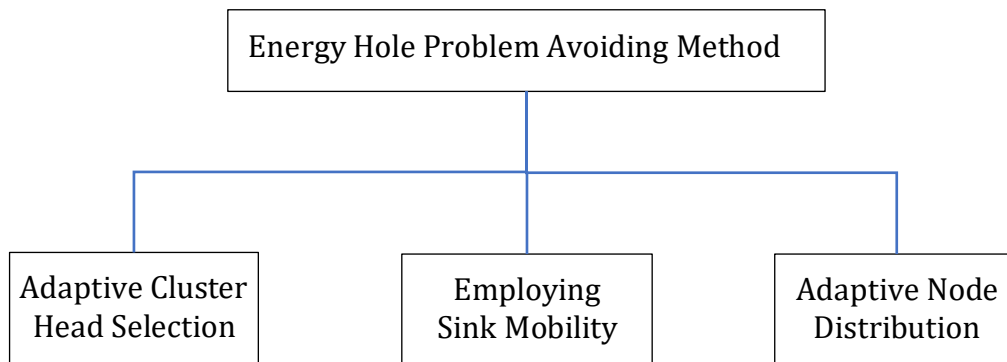 Energy Hole Problem Avoiding Method
Adaptive Cluster
Head Selection
Employing
Sink Mobility
Adaptive Node
Distribution